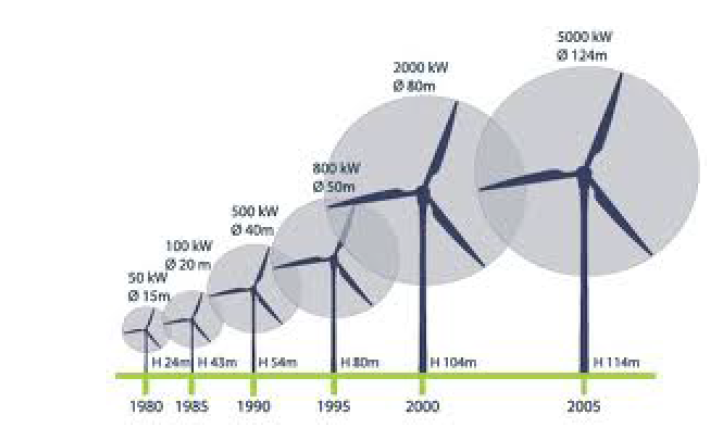 5000 kW
Ø 124m
2000 kW
Ø 80m
800 kW
Ø 50m
500 kW
Ø 40m
100 kW
Ø 20 m
50 kW
Ø 15m
H 24m
H 43m
H 54m
H 80m
H 104m
H 114m
1980
1985
1990
1995
2000
2005